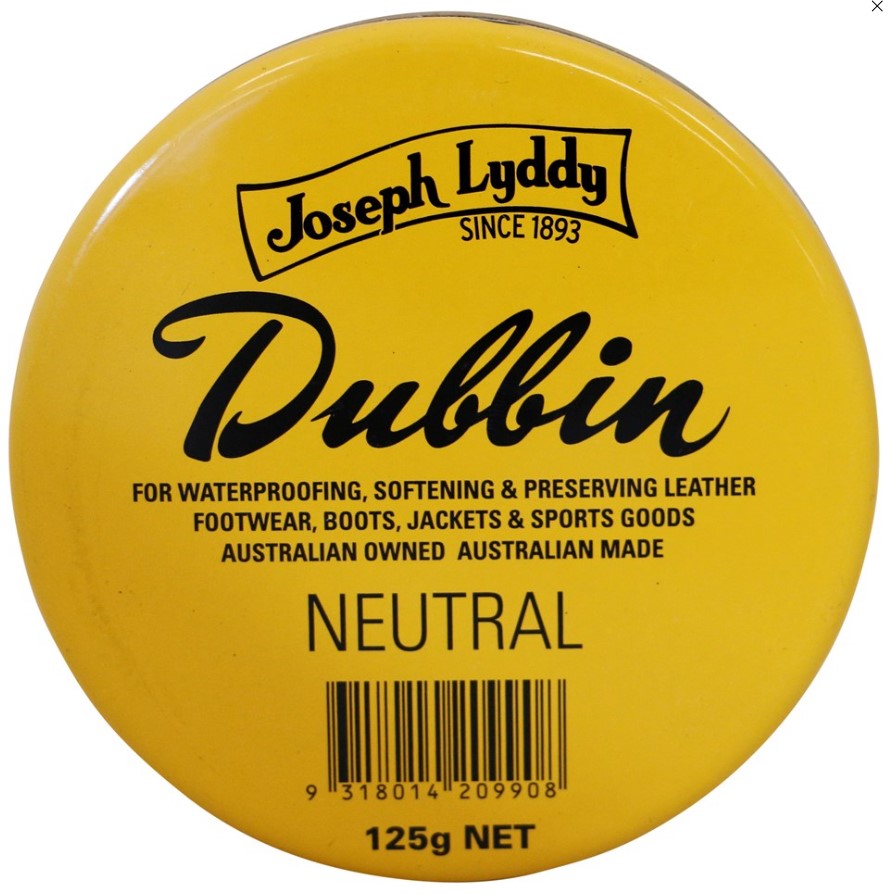 Joseph Lyddy
SINCE 1893
Dubbin
FOR WATERPROOFING, SOFTENING & PRESERVING LEATHER
FOOTWEAR, BOOTS, JACKETS & SPORTS GOODS
AUSTRALIAN OWNED AUSTRALIAN MADE
NEUTRAL
9 318014 209908
125g NET